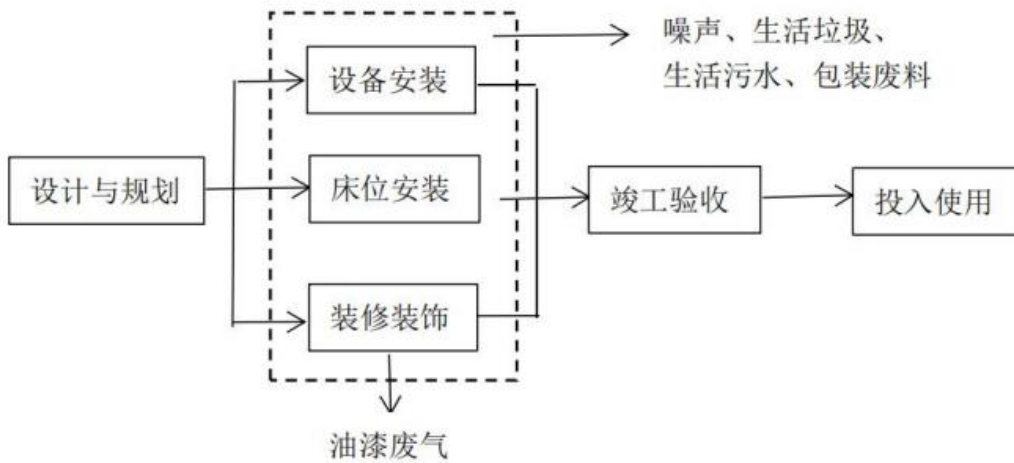 噪声、生活垃圾、
生活污水、包装废料
设备安装
设计与规划
床位安装
竣工验收
投入使用
装修装饰
油漆废气